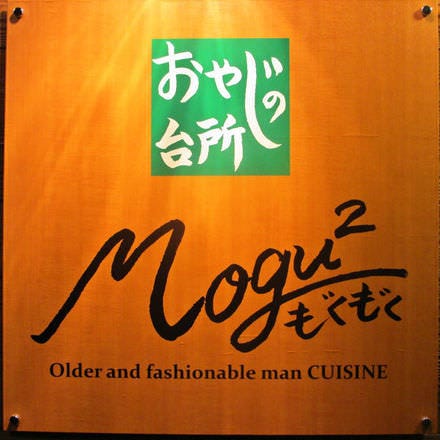 おやじの
台所
Mogu²
もぐもぐ
Older and fashionable man CUISINE